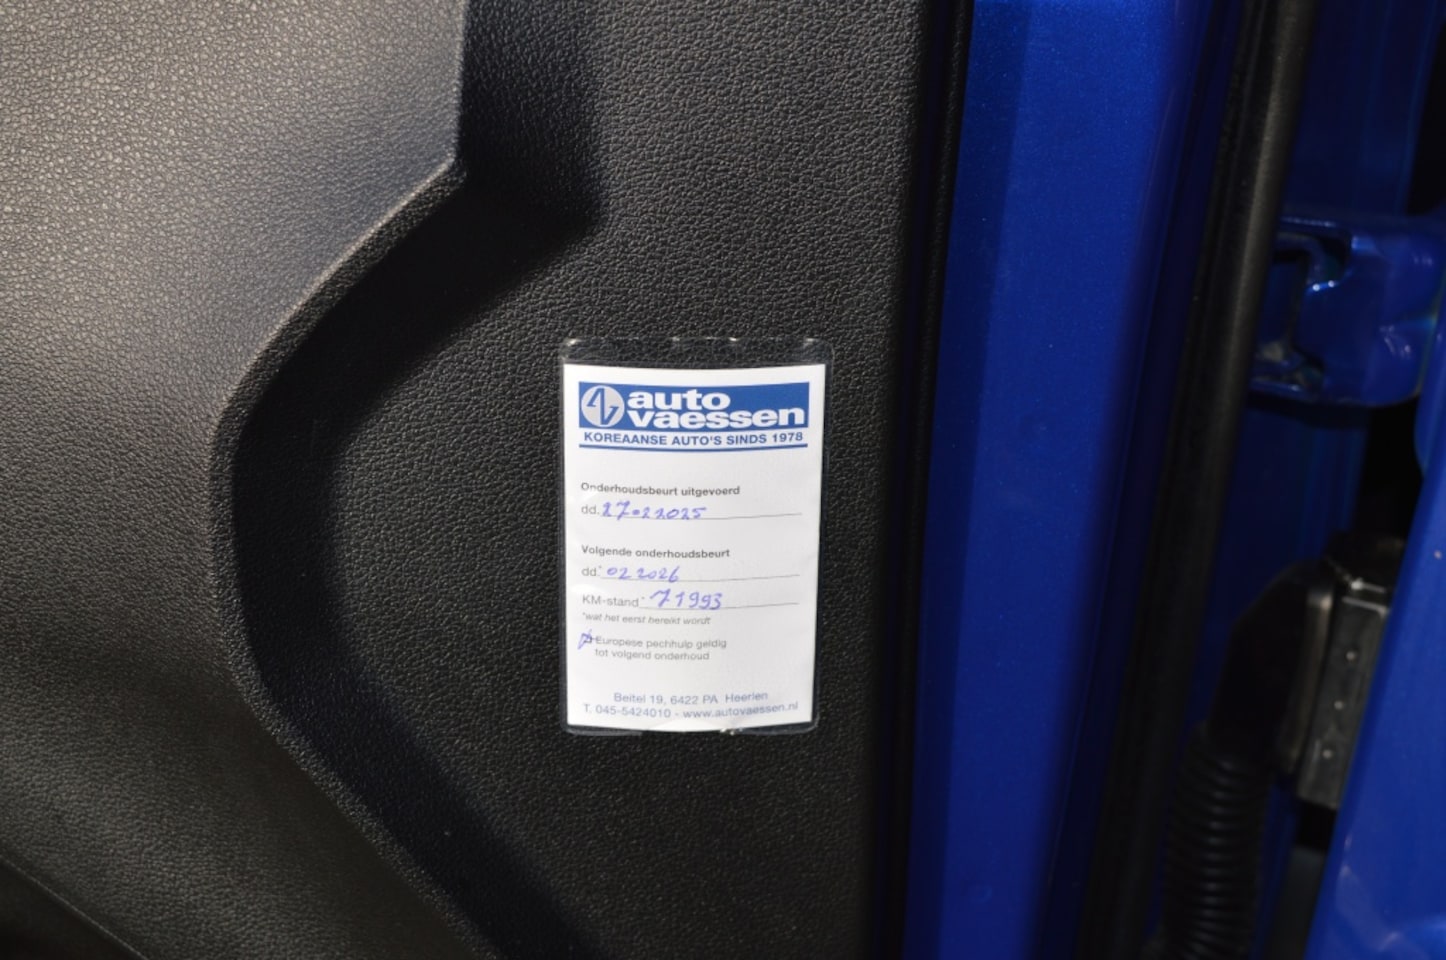 auto
vaessen
KOREAANSE AUTO'S SINDS 1978
Onderhoudsbeurt uitgevoerd
dd. 27-02 2025
Volgende onderhoudsbeurt
dd.* 02 2026
KM-stand* 71993
*wat het eerst bereikt wordt
Europese pechhulp geldig
tot volgend onderhoud
Beitel 19, 6422 PA Heerlen
T. 045-5424010 - www.autovaessen.nl